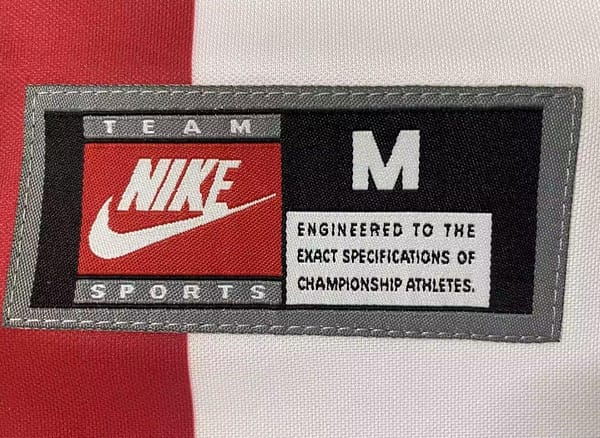 TEAM
NIKE
SPORTS
M
ENGINEERED TO THE
EXACT SPECIFICATIONS OF
CHAMPIONSHIP ATHLETES.